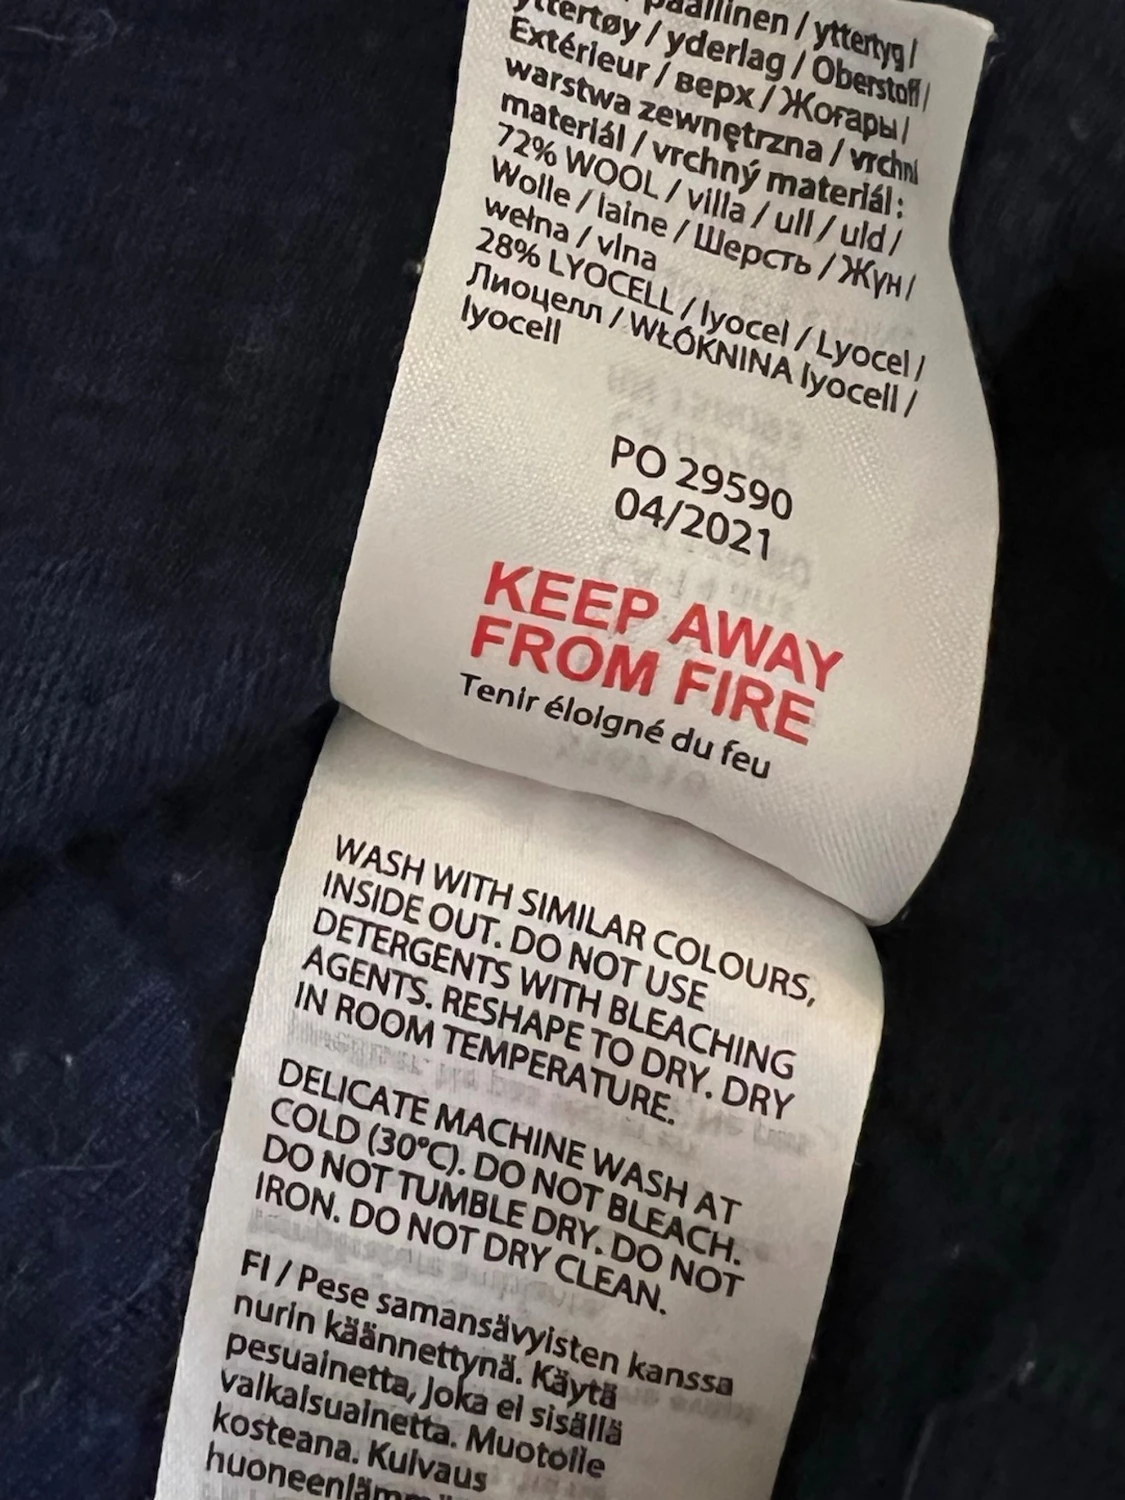 päällinen / yttertyg /
yttertøy / yderlag / Oberstoff /
Extérieur / верх / Жоғары /
warstwa zewnętrzna / vrchní
materiál / vrchný materiál:
72% WOOL / villa / ull / uld /
Wolle / laine / Шерсть / Жүн /
wełna / vlna
28% LYOCELL / lyocel / Lyocel /
Лиоцелл / WŁÓKNINA lyocell /
lyocell
PO 29590
04/2021
KEEP AWAY
FROM FIRE
Tenir éloigné du feu
WASH WITH SIMILAR COLOURS,
INSIDE OUT. DO NOT USE
DETERGENTS WITH BLEACHING
AGENTS. RESHAPE TO DRY. DRY
IN ROOM TEMPERATURE.
DELICATE MACHINE WASH AT
COLD (30°C). DO NOT BLEACH.
DO NOT TUMBLE DRY. DO NOT
IRON. DO NOT DRY CLEAN.
FI / Pese samansävyisten kanssa
nurin käännettynä. Käytä
pesuainetta, joka ei sisällä
valkaisuainetta. Muotoile
kosteana. Kuivaus